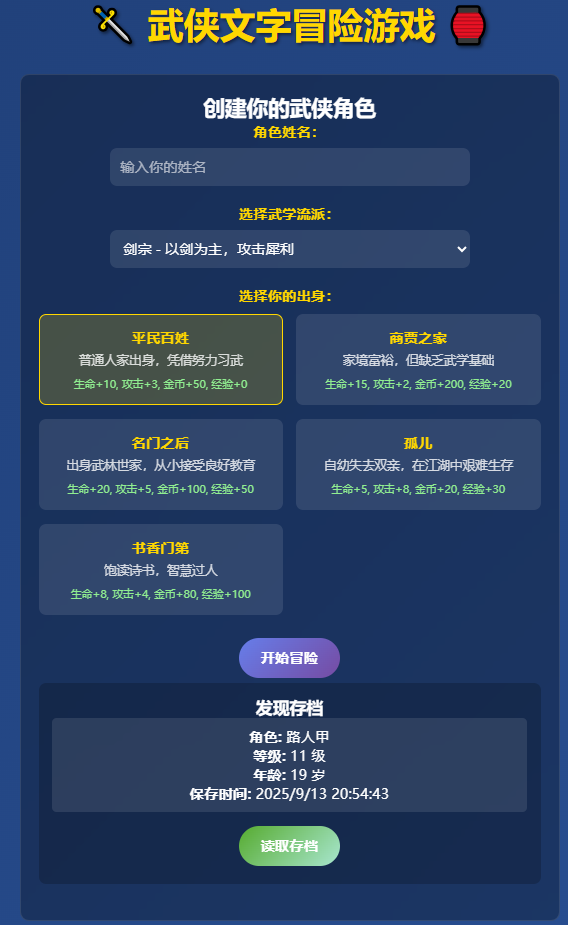 武侠文字冒险游戏
创建你的武侠角色
角色姓名：
输入你的姓名
选择武学流派：
剑宗 - 以剑为主，攻击犀利
选择你的出身：
平民百姓
普通人家出身，凭借努力习武
生命+10, 攻击+3, 金币+50, 经验+0
商贾之家
家境富裕，但缺乏武学基础
生命+15, 攻击+2, 金币+200, 经验+20
名门之后
出身武林世家，从小接受良好教育
生命+20, 攻击+5, 金币+100, 经验+50
孤儿
自幼失去双亲，在江湖中艰难生存
生命+5, 攻击+8, 金币+20, 经验+30
书香门第
饱读诗书，智慧过人
生命+8, 攻击+4, 金币+80, 经验+100
开始冒险
发现存档
角色: 路人甲
等级: 11 级
年龄: 19 岁
保存时间: 2025/9/13 20:54:43
读取存档